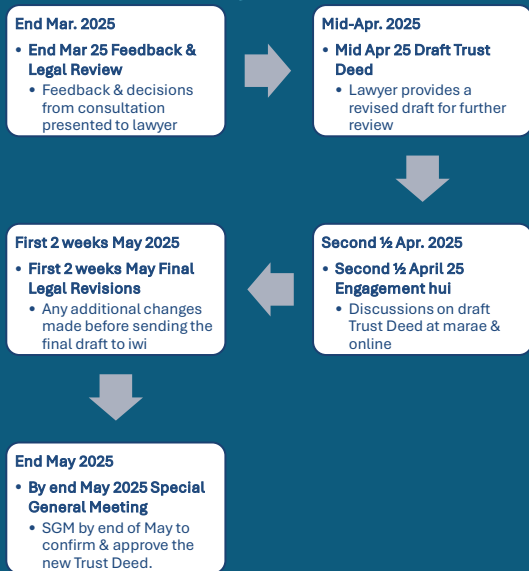 End Mar. 2025
• End Mar 25 Feedback &
Legal Review
• Feedback & decisions
from consultation
presented to lawyer
Mid-Apr. 2025
• Mid Apr 25 Draft Trust
Deed
• Lawyer provides a
revised draft for further
review
Second ½ Apr. 2025
• Second ½ April 25
Engagement hui
• Discussions on draft
Trust Deed at marae &
online
First 2 weeks May 2025
• First 2 weeks May Final
Legal Revisions
• Any additional changes
made before sending the
final draft to iwi
End May 2025
• By end May 2025 Special
General Meeting
• SGM by end of May to
confirm & approve the
new Trust Deed.